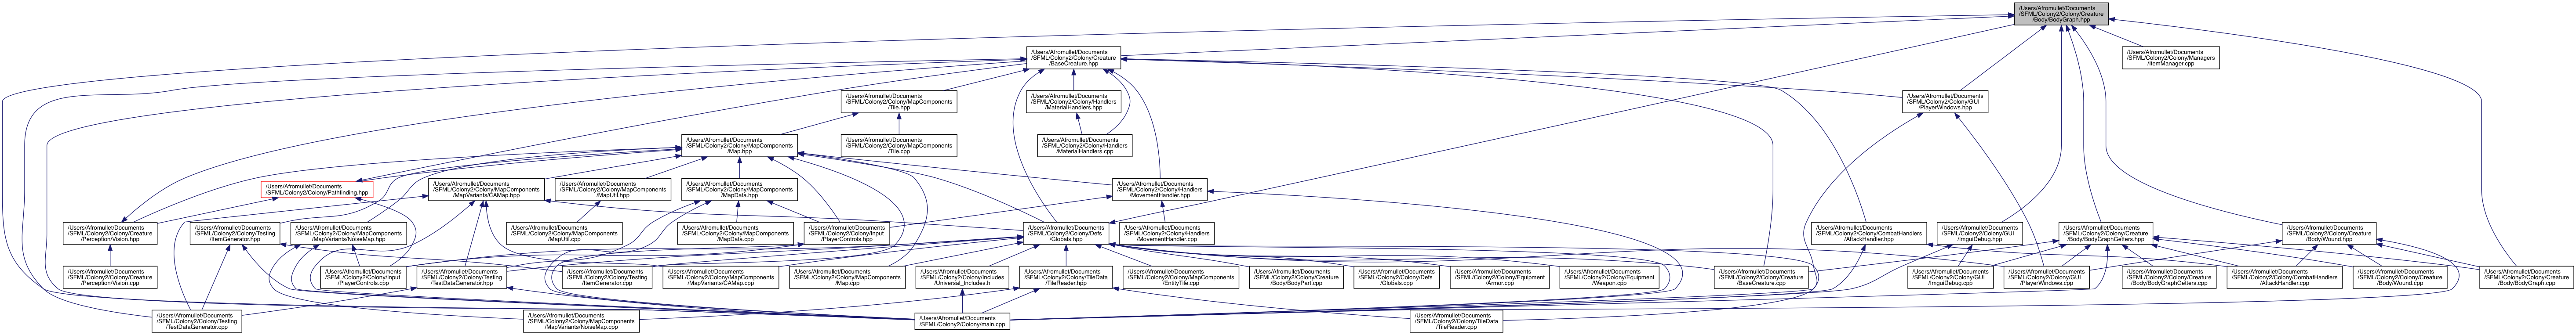 /Users/Afromullet/Documents
/SFML/Colony2/Colony/Creature
/Body/BodyGraph.hpp
/Users/Afromullet/Documents
/SFML/Colony2/Colony/Creature
/BaseCreature.hpp
/Users/Afromullet/Documents
/SFML/Colony2/Colony/Managers
/ItemManager.cpp
/Users/Afromullet/Documents
/SFML/Colony2/Colony/MapComponents
/Tile.hpp
/Users/Afromullet/Documents
/SFML/Colony2/Colony/Handlers
/MaterialHandlers.hpp
/Users/Afromullet/Documents
/SFML/Colony2/Colony/GUI
/PlayerWindows.hpp
/Users/Afromullet/Documents
/SFML/Colony2/Colony/MapComponents
/Map.hpp
/Users/Afromullet/Documents
/SFML/Colony2/Colony/MapComponents
/Tile.cpp
/Users/Afromullet/Documents
/SFML/Colony2/Colony/Handlers
/MaterialHandlers.cpp
/Users/Afromullet/Documents
/SFML/Colony2/Colony/Pathfinding.hpp
/Users/Afromullet/Documents
/SFML/Colony2/Colony/MapComponents
/MapVariants/CAMap.hpp
/Users/Afromullet/Documents
/SFML/Colony2/Colony/MapComponents
/MapUtil.hpp
/Users/Afromullet/Documents
/SFML/Colony2/Colony/MapComponents
/MapData.hpp
/Users/Afromullet/Documents
/SFML/Colony2/Colony/Handlers
/MovementHandler.hpp
/Users/Afromullet/Documents
/SFML/Colony2/Colony/Creature
/Perception/Vision.hpp
/Users/Afromullet/Documents
/SFML/Colony2/Colony/Testing
/ItemGenerator.hpp
/Users/Afromullet/Documents
/SFML/Colony2/Colony/MapComponents
/MapVariants/NoiseMap.hpp
/Users/Afromullet/Documents
/SFML/Colony2/Colony/MapComponents
/MapUtil.cpp
/Users/Afromullet/Documents
/SFML/Colony2/Colony/MapComponents
/MapData.cpp
/Users/Afromullet/Documents
/SFML/Colony2/Colony/Input
/PlayerControls.hpp
/Users/Afromullet/Documents
/SFML/Colony2/Colony/Defs
/Globals.hpp
/Users/Afromullet/Documents
/SFML/Colony2/Colony/Handlers
/MovementHandler.cpp
/Users/Afromullet/Documents
/SFML/Colony2/Colony/CombatHandlers
/AttackHandler.hpp
/Users/Afromullet/Documents
/SFML/Colony2/Colony/GUI
/ImguiDebug.hpp
/Users/Afromullet/Documents
/SFML/Colony2/Colony/Creature
/Body/BodyGraphGetters.hpp
/Users/Afromullet/Documents
/SFML/Colony2/Colony/Creature
/Body/Wound.hpp
/Users/Afromullet/Documents
/SFML/Colony2/Colony/Creature
/Perception/Vision.cpp
/Users/Afromullet/Documents
/SFML/Colony2/Colony/Input
/PlayerControls.cpp
/Users/Afromullet/Documents
/SFML/Colony2/Colony/Testing
/TestDataGenerator.hpp
/Users/Afromullet/Documents
/SFML/Colony2/Colony/Testing
/ItemGenerator.cpp
/Users/Afromullet/Documents
/SFML/Colony2/Colony/MapComponents
/MapVariants/CAMap.cpp
/Users/Afromullet/Documents
/SFML/Colony2/Colony/MapComponents
/Map.cpp
/Users/Afromullet/Documents
/SFML/Colony2/Colony/Includes
/Universal_Includes.h
/Users/Afromullet/Documents
/SFML/Colony2/Colony/TileData
/TileReader.hpp
/Users/Afromullet/Documents
/SFML/Colony2/Colony/MapComponents
/EntityTile.cpp
/Users/Afromullet/Documents
/SFML/Colony2/Colony/Creature
/Body/BodyPart.cpp
/Users/Afromullet/Documents
/SFML/Colony2/Colony/Defs
/Globals.cpp
/Users/Afromullet/Documents
/SFML/Colony2/Colony/Equipment
/Armor.cpp
/Users/Afromullet/Documents
/SFML/Colony2/Colony/Equipment
/Weapon.cpp
/Users/Afromullet/Documents
/SFML/Colony2/Colony/Creature
/BaseCreature.cpp
/Users/Afromullet/Documents
/SFML/Colony2/Colony/GUI
/ImguiDebug.cpp
/Users/Afromullet/Documents
/SFML/Colony2/Colony/GUI
/PlayerWindows.cpp
/Users/Afromullet/Documents
/SFML/Colony2/Colony/Creature
/Body/BodyGraphGetters.cpp
/Users/Afromullet/Documents
/SFML/Colony2/Colony/CombatHandlers
/AttackHandler.cpp
/Users/Afromullet/Documents
/SFML/Colony2/Colony/Creature
/Body/Wound.cpp
/Users/Afromullet/Documents
/SFML/Colony2/Colony/Creature
/Body/BodyGraph.cpp
/Users/Afromullet/Documents
/SFML/Colony2/Colony/Testing
/TestDataGenerator.cpp
/Users/Afromullet/Documents
/SFML/Colony2/Colony/MapComponents
/MapVariants/NoiseMap.cpp
/Users/Afromullet/Documents
/SFML/Colony2/Colony/main.cpp
/Users/Afromullet/Documents
/SFML/Colony2/Colony/TileData
/TileReader.cpp